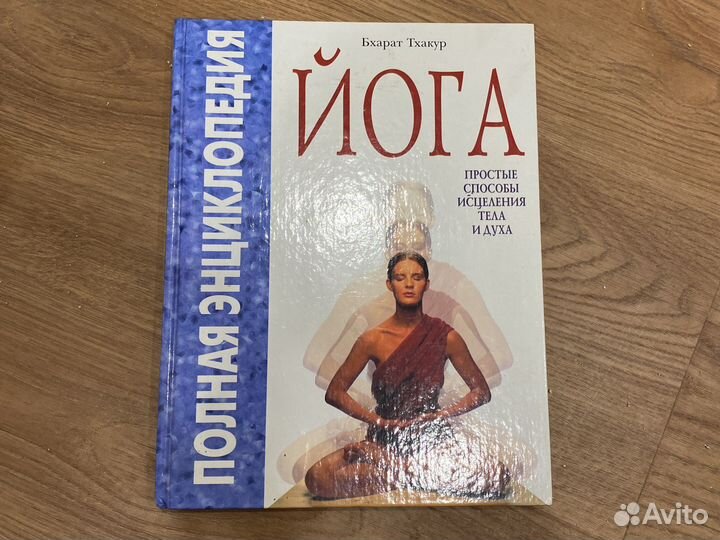 Бхарат Тхакур
ЙОГА
ПРОСТЫЕ
СПОСОБЫ
ИСЦЕЛЕНИЯ
ТЕЛА
И ДУХА
ПОЛНАЯ ЭНЦИКЛОПЕДИЯ
Avito